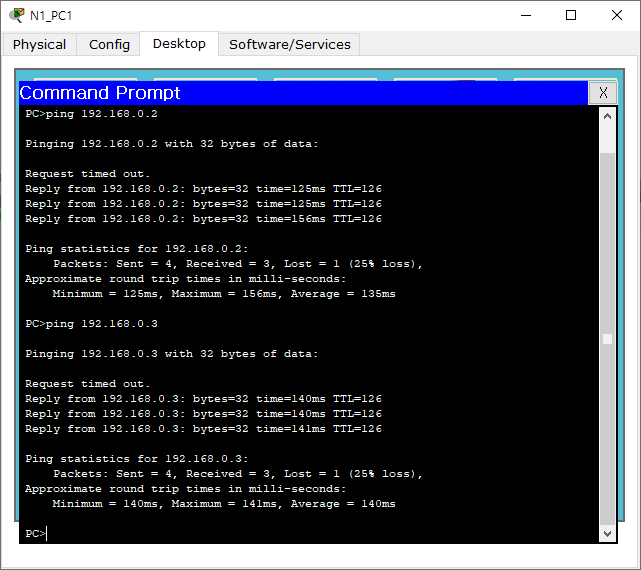 N1_PC1
Physical Config Desktop Software/Services
Command Prompt X
PC>ping 192.168.0.2
Pinging 192.168.0.2 with 32 bytes of data:
Request timed out.
Reply from 192.168.0.2: bytes=32 time=125ms TTL=126
Reply from 192.168.0.2: bytes=32 time=125ms TTL=126
Reply from 192.168.0.2: bytes=32 time=156ms TTL=126
Ping statistics for 192.168.0.2:
    Packets: Sent = 4, Received = 3, Lost = 1 (25% loss),
Approximate round trip times in milli-seconds:
    Minimum = 125ms, Maximum = 156ms, Average = 135ms
PC>ping 192.168.0.3
Pinging 192.168.0.3 with 32 bytes of data:
Request timed out.
Reply from 192.168.0.3: bytes=32 time=140ms TTL=126
Reply from 192.168.0.3: bytes=32 time=140ms TTL=126
Reply from 192.168.0.3: bytes=32 time=141ms TTL=126
Ping statistics for 192.168.0.3:
    Packets: Sent = 4, Received = 3, Lost = 1 (25% loss),
Approximate round trip times in milli-seconds:
    Minimum = 140ms, Maximum = 141ms, Average = 140ms
PC>